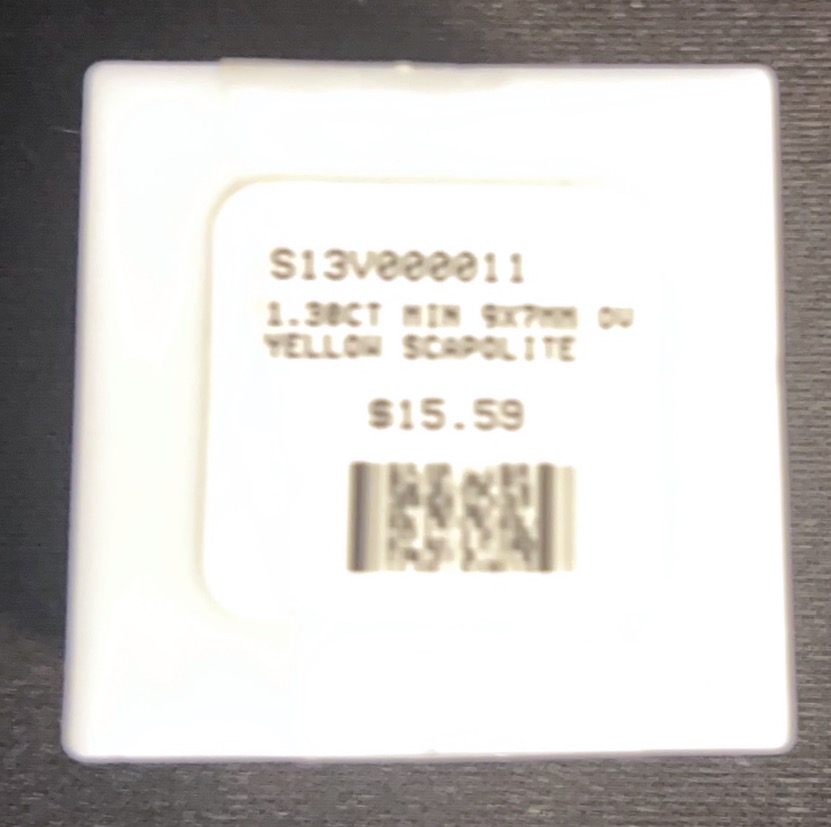 S13V000011
1.30CT MIN 9X7MM OV
YELLOW SCAPOLITE
$15.59